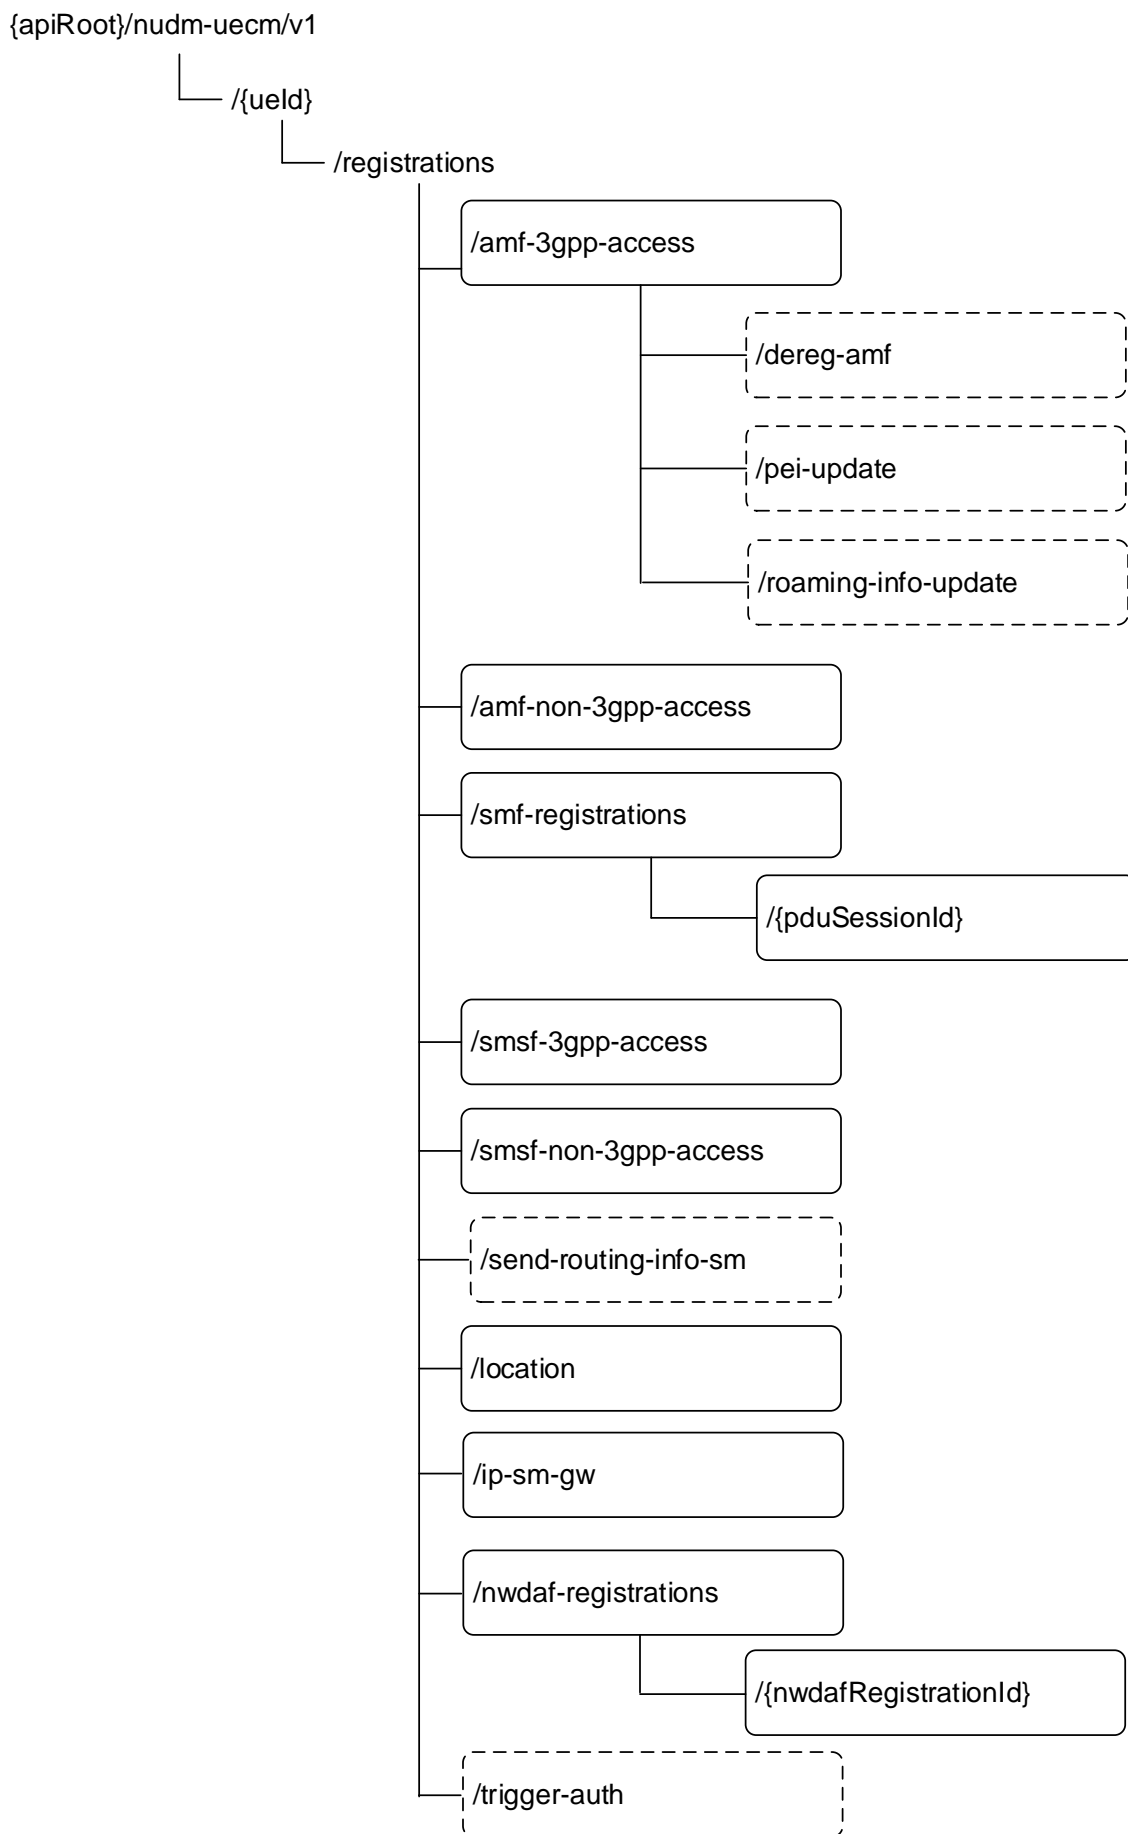 {apiRoot}/nudm-uecm/v1
/{ueId}
/registrations
/amf-3gpp-access
/dereg-amf
/pei-update
/roaming-info-update
/amf-non-3gpp-access
/smf-registrations
/{pduSessionId}
/smsf-3gpp-access
/smsf-non-3gpp-access
/send-routing-info-sm
/location
/ip-sm-gw
/nwdaf-registrations
/{nwdafRegistrationId}
/trigger-auth